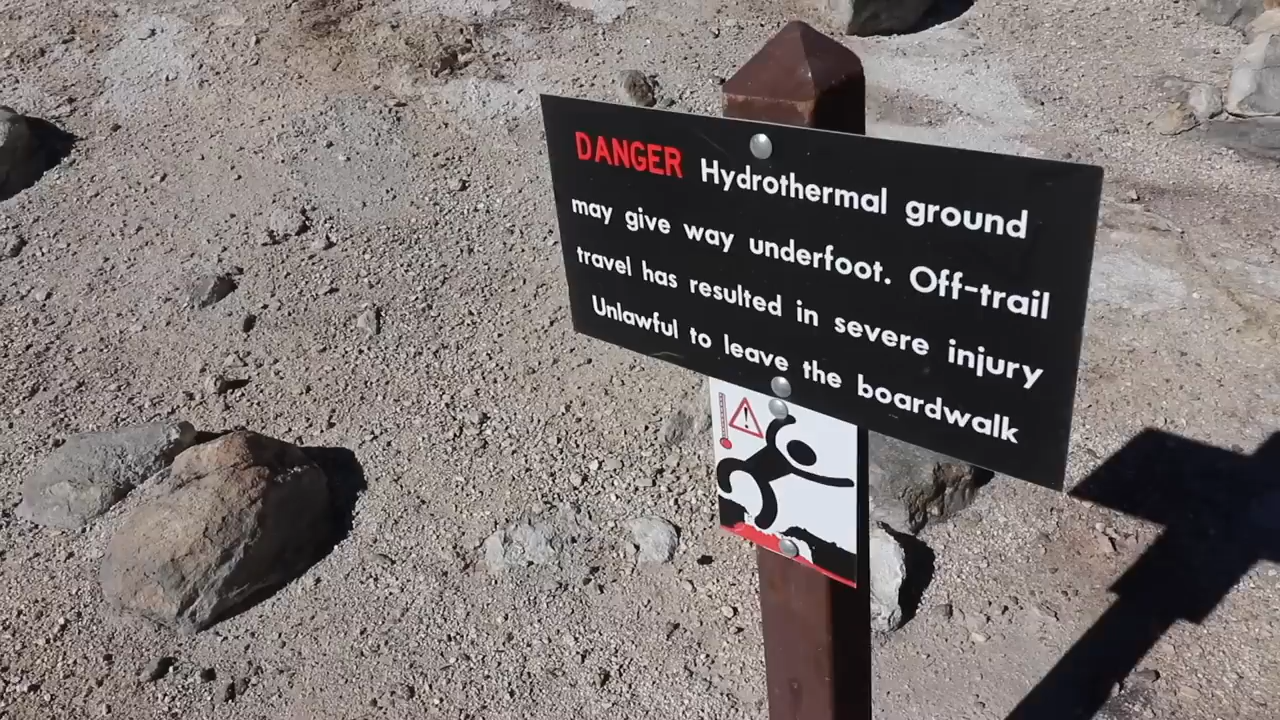 DANGER Hydrothermal ground
may give way underfoot. Off-trail
travel has resulted in severe injury
Unlawful to leave the boardwalk